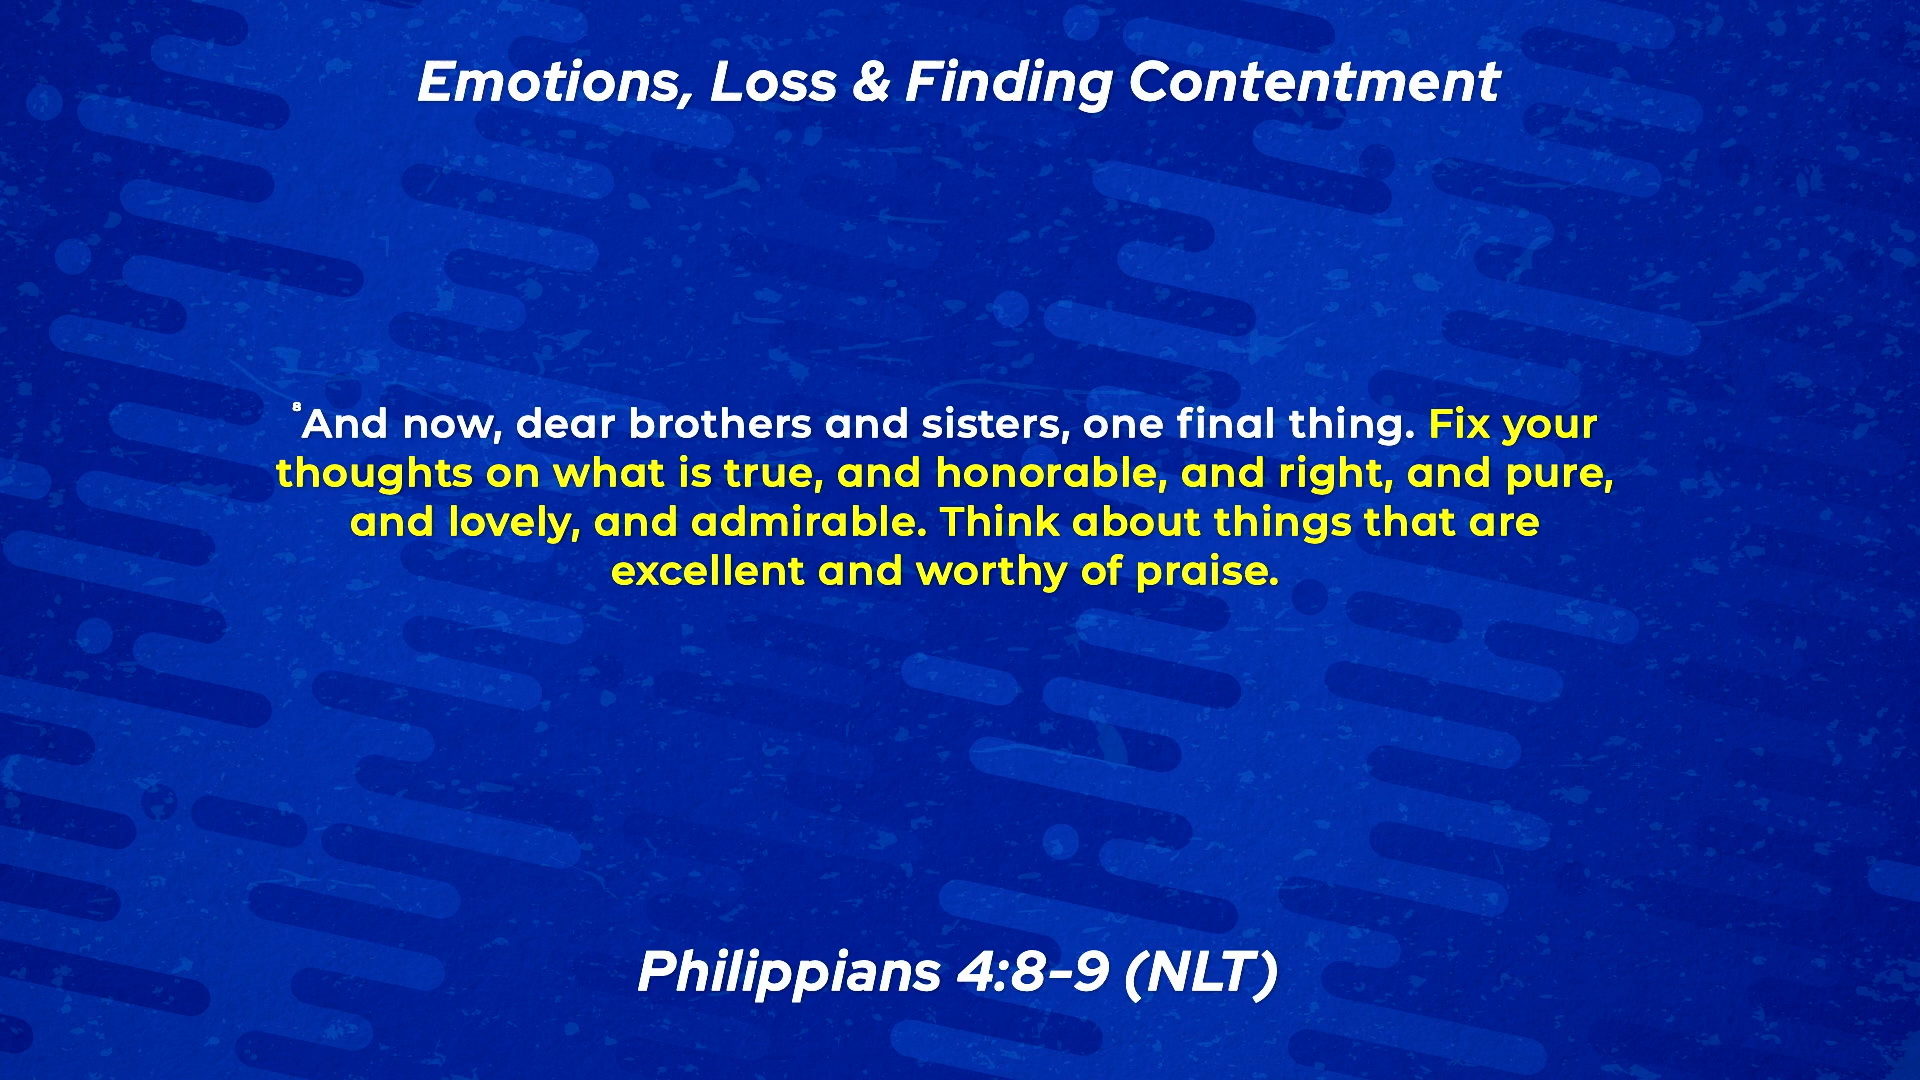 Emotions, Loss & Finding Contentment
⁸And now, dear brothers and sisters, one final thing. Fix your
thoughts on what is true, and honorable, and right, and pure,
and lovely, and admirable. Think about things that are
excellent and worthy of praise.
Philippians 4:8-9 (NLT)